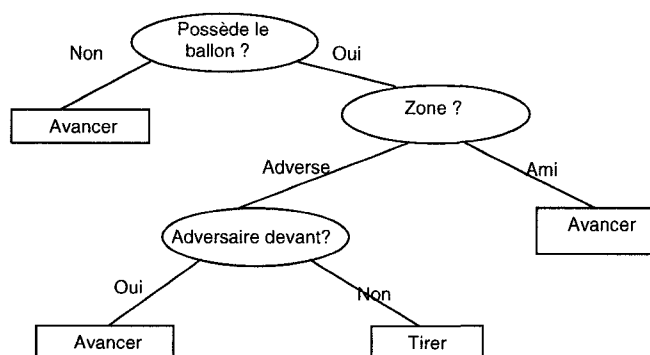 Possède le
ballon ?
Non
Oui
Avancer
Zone ?
Adverse
Ami
Avancer
Adversaire devant?
Oui
Non
Avancer
Tirer